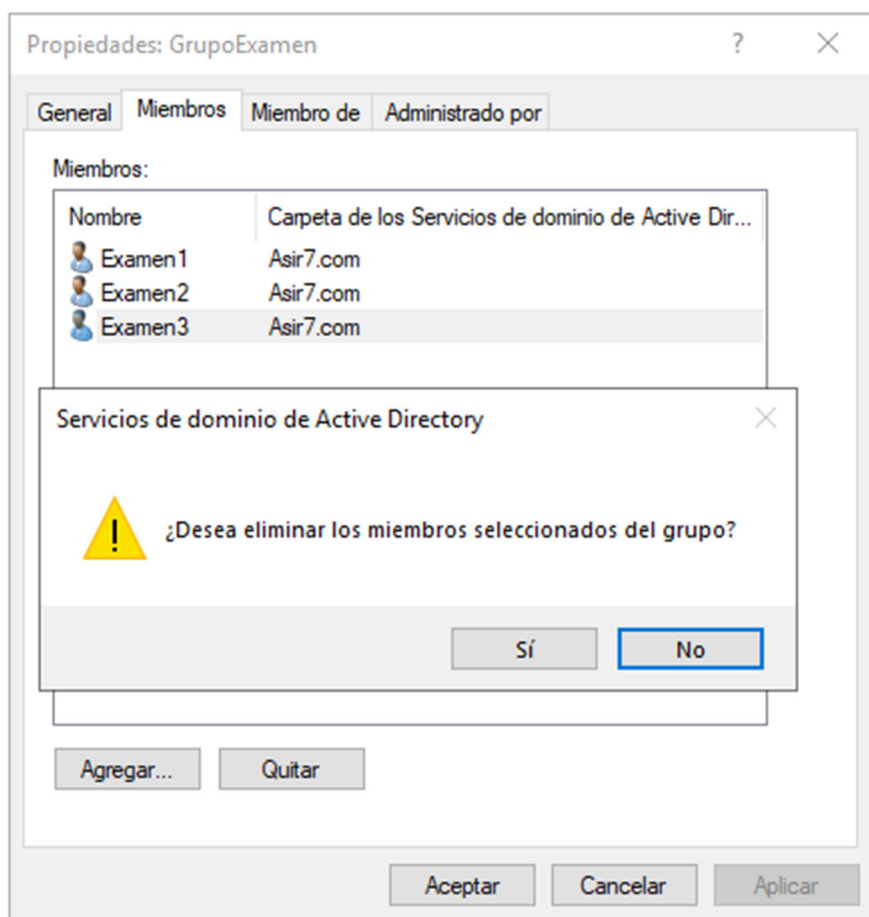 Propiedades: GrupoExamen ? ×
General Miembros Miembro de Administrado por
Miembros:
Nombre Carpeta de los Servicios de dominio de Active Dir...
Examen1 Asir7.com
Examen2 Asir7.com
Examen3 Asir7.com
Servicios de dominio de Active Directory ×
! ¿Desea eliminar los miembros seleccionados del grupo?
Sí No
Agregar... Quitar
Aceptar Cancelar Aplicar